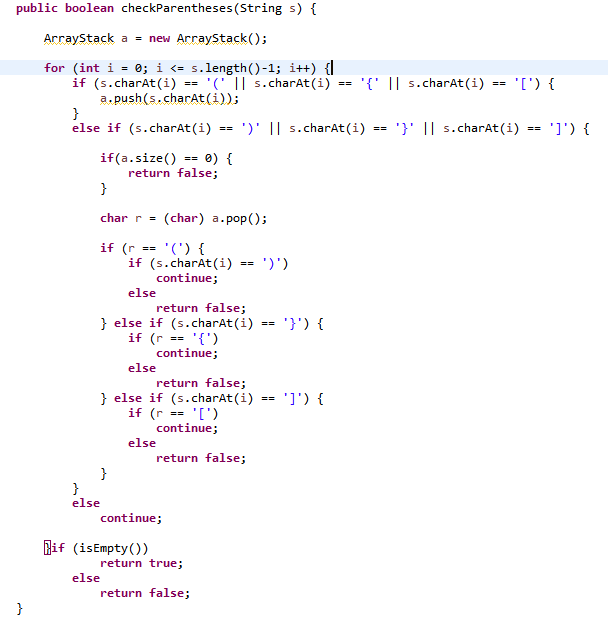 public boolean checkParentheses(String s) {
ArrayStack a = new ArrayStack();
for (int i = 0; i <= s.length()-1; i++) {
if (s.charAt(i) == '(' || s.charAt(i) == '{' || s.charAt(i) == '[') {
a.push(s.charAt(i));
}
else if (s.charAt(i) == ')' || s.charAt(i) == '}' || s.charAt(i) == ']') {
if(a.size() == 0) {
return false;
}
char r = (char) a.pop();
if (r == '(') {
if (s.charAt(i) == ')')
continue;
else
return false;
} else if (s.charAt(i) == '}') {
if (r == '{')
continue;
else
return false;
} else if (s.charAt(i) == ']') {
if (r == '[')
continue;
else
return false;
}
}
else
continue;
}if (isEmpty())
return true;
else
return false;
}